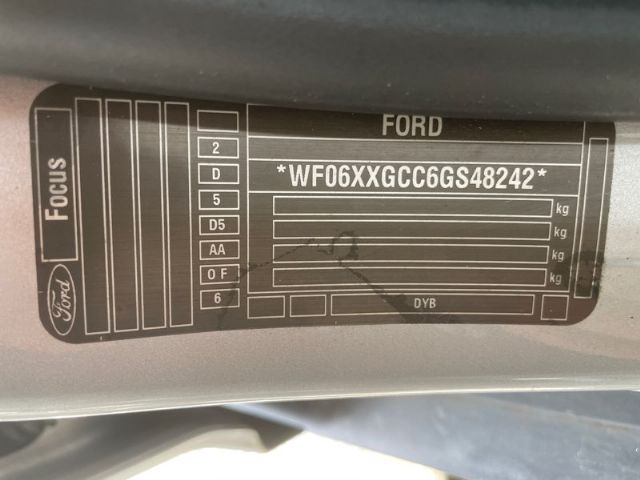 FORD
*WF06XXGCC6GS48242*
kg
kg
kg
kg
DYB
2
D
5
D5
AA
0 F
6
Focus
Ford